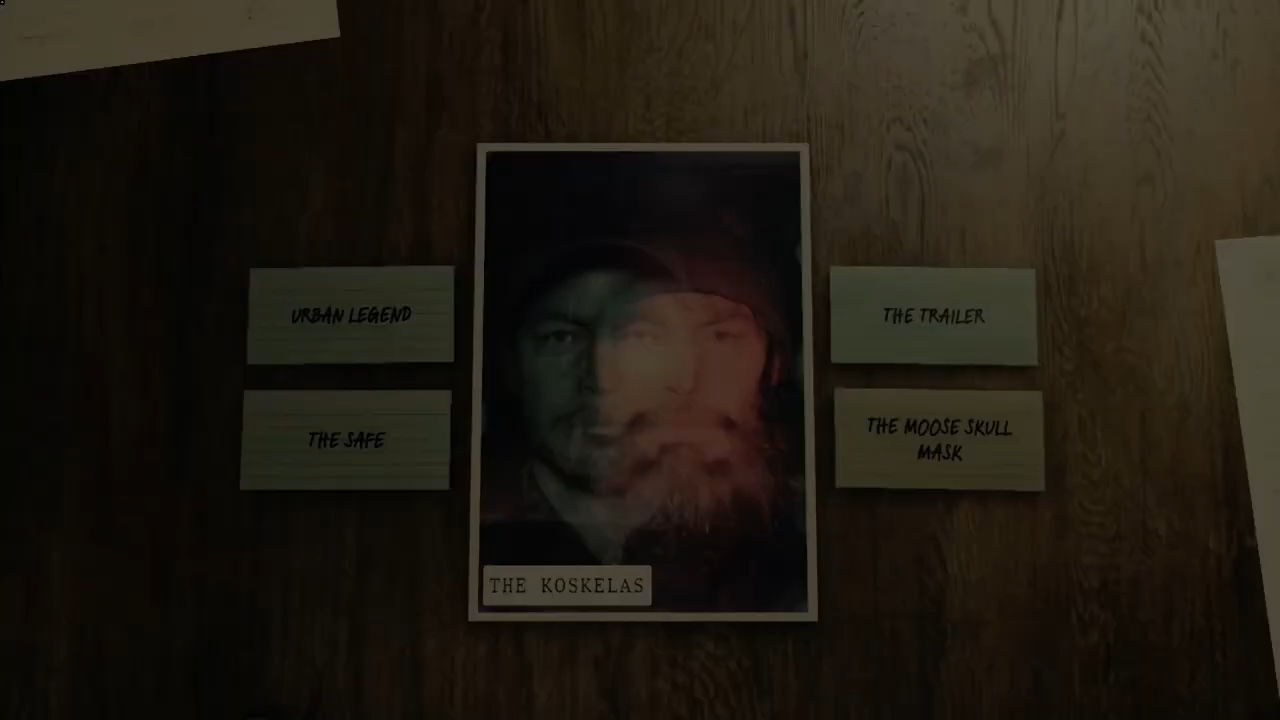 URBAN LEGEND
THE TRAILER
THE SAFE
THE MOOSE SKULL
MASK
THE KOSKELAS